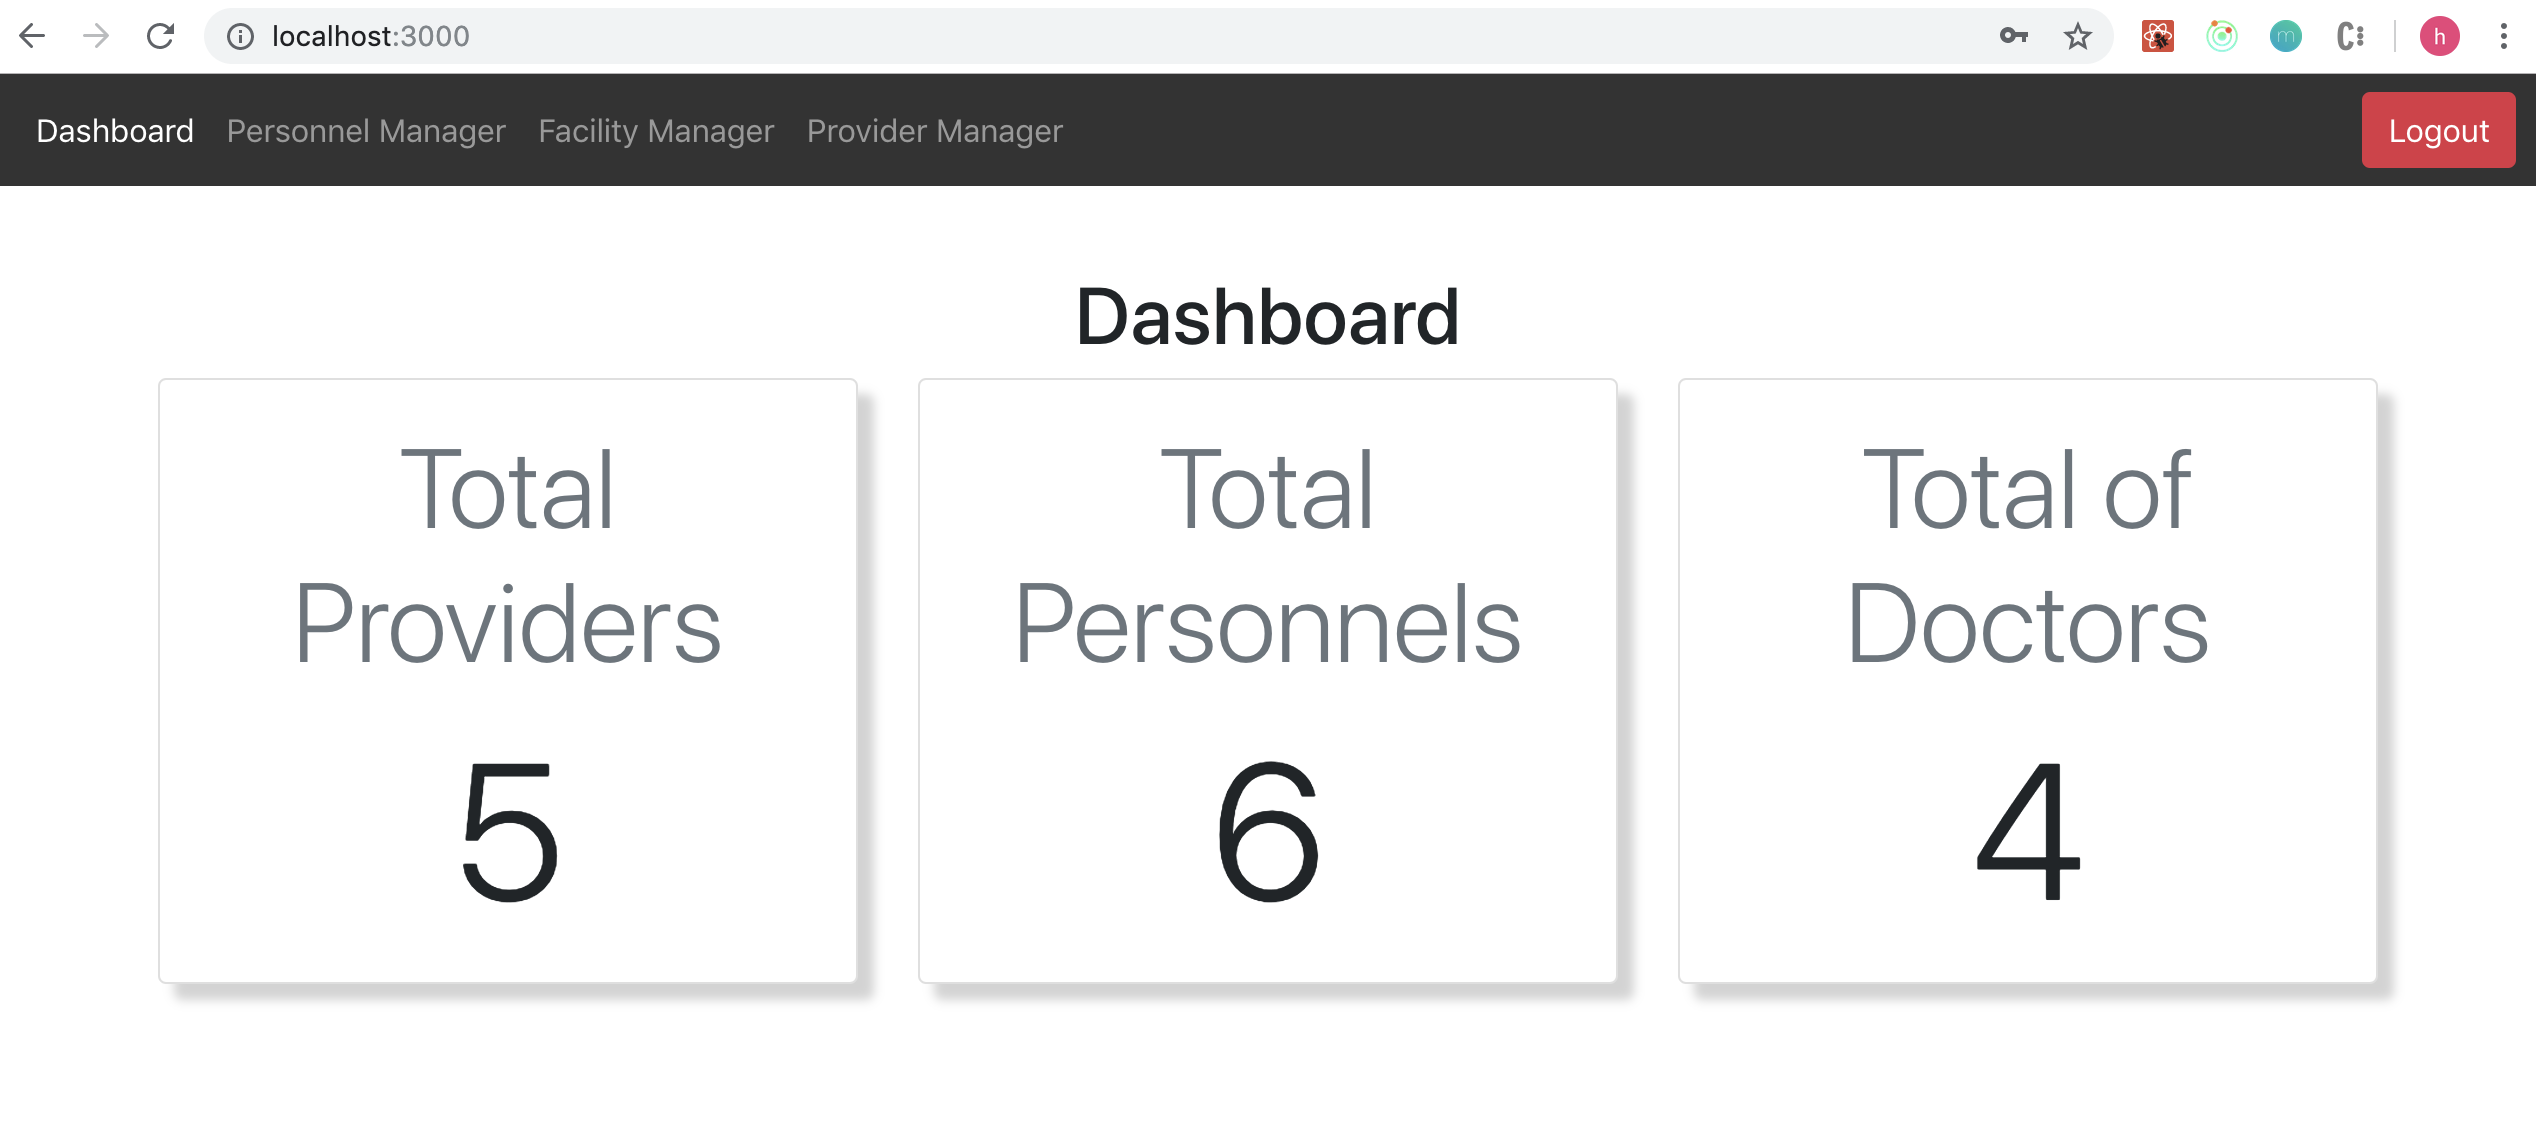 localhost:3000
m
C:
h
Dashboard Personnel Manager Facility Manager Provider Manager Logout
Dashboard
Total
Providers
5
Total
Personnels
6
Total of
Doctors
4